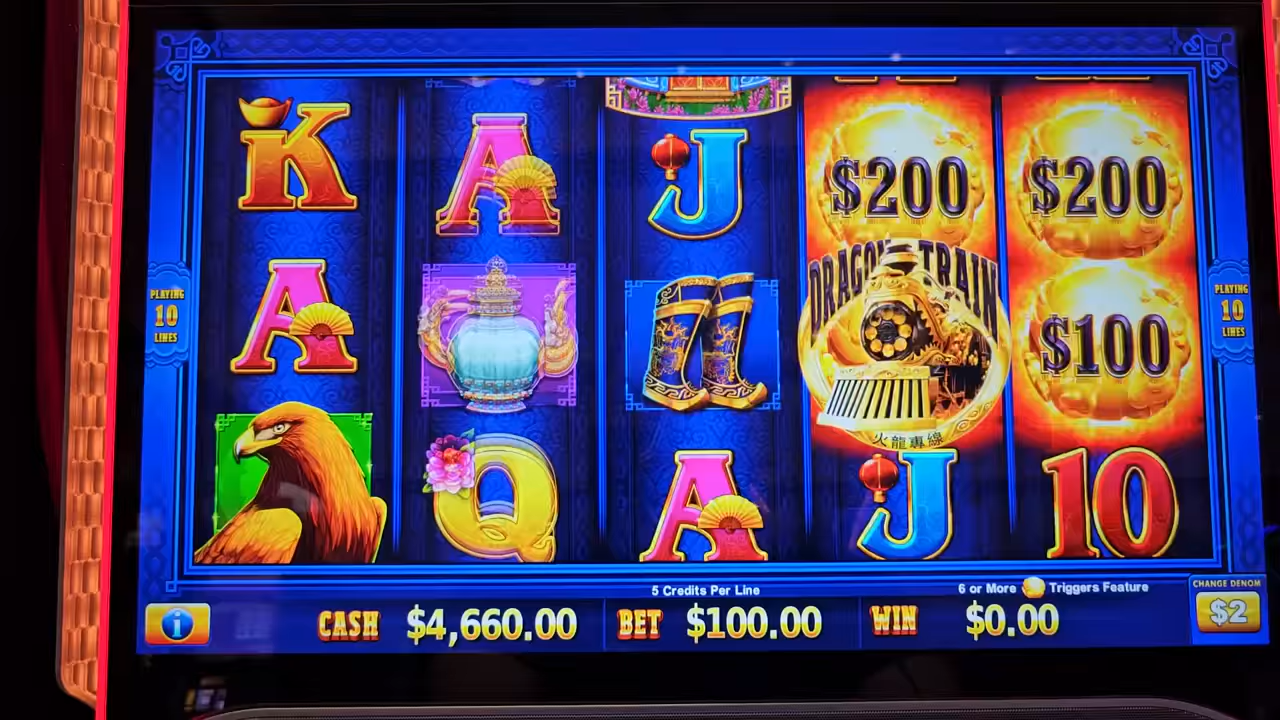 K
A
J
$200
$200
PLAYING
10
LINES
A
DRAGON TRAIN
火龍專線
$100
PLAYING
10
LINES
Q
A
J
10
5 Credits Per Line
6 or More Triggers Feature
CHANGE DENOM
$2
i
CASH $4,660.00
BET $100.00
WIN $0.00